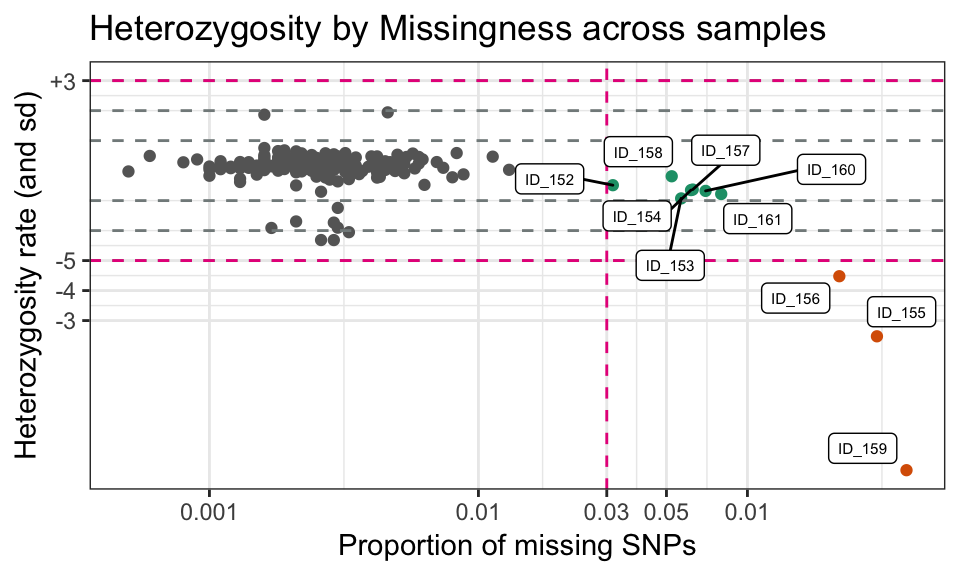 Heterozygosity by Missingness across samples
Heterozygosity rate (and sd)
+3
-5
-4
-3
ID_158
ID_157
ID_152
ID_160
ID_154
ID_161
ID_153
ID_156
ID_155
ID_159
0.001
0.01
0.03
0.05
0.01
Proportion of missing SNPs